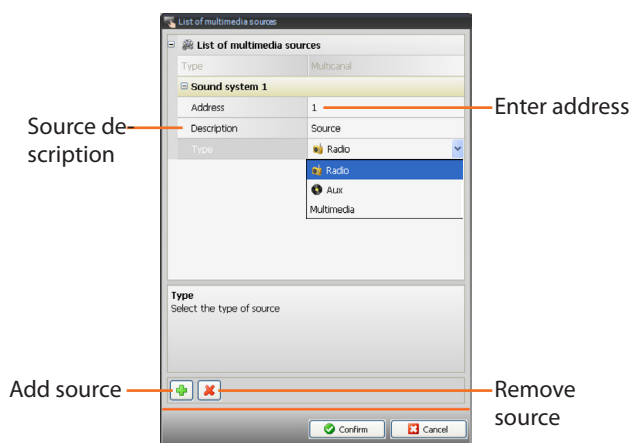 List of multimedia sources
List of multimedia sources
Type Multicanal
Sound system 1
Address 1
Enter address
Description Source
Source de-
scription
Type Radio
Radio
Aux
Multimedia
Type
Select the type of source
Add source
Remove
source
Confirm Cancel